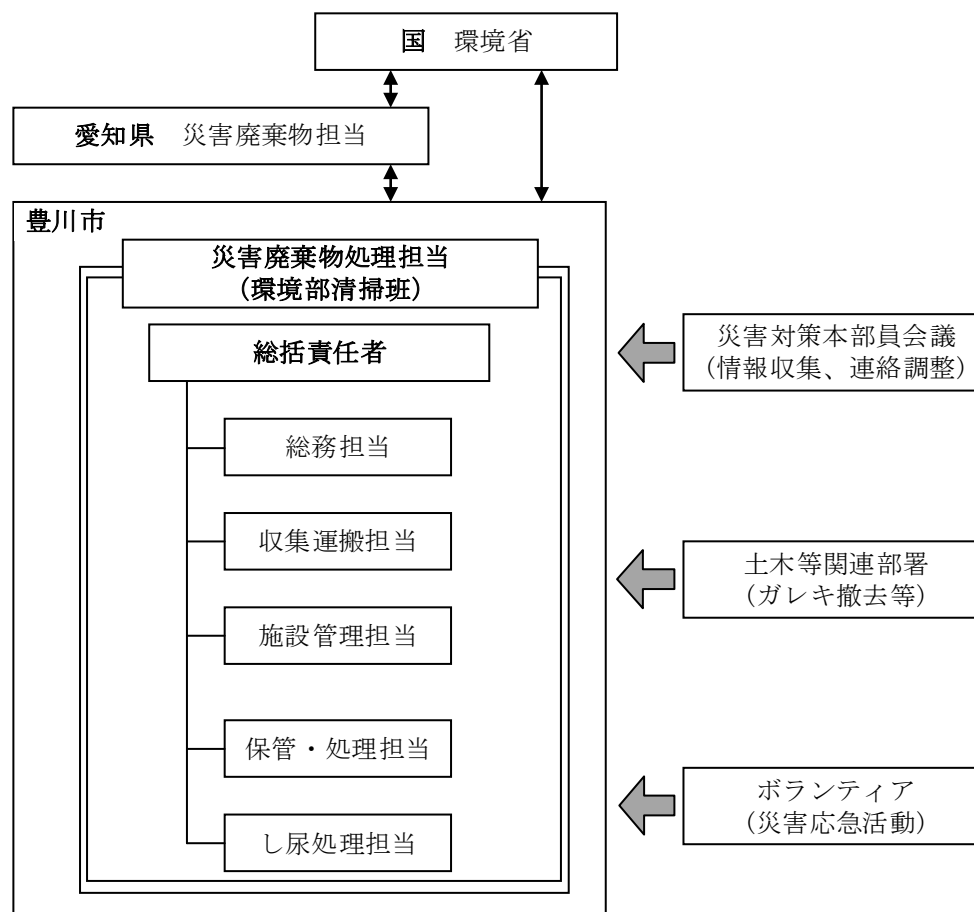 国　環境省
愛知県　災害廃棄物担当
豊川市
災害廃棄物処理担当
（環境部清掃班）
総括責任者
総務担当
収集運搬担当
施設管理担当
保管・処理担当
し尿処理担当
災害対策本部員会議
（情報収集、連絡調整）
土木等関連部署
（ガレキ撤去等）
ボランティア
（災害応急活動）